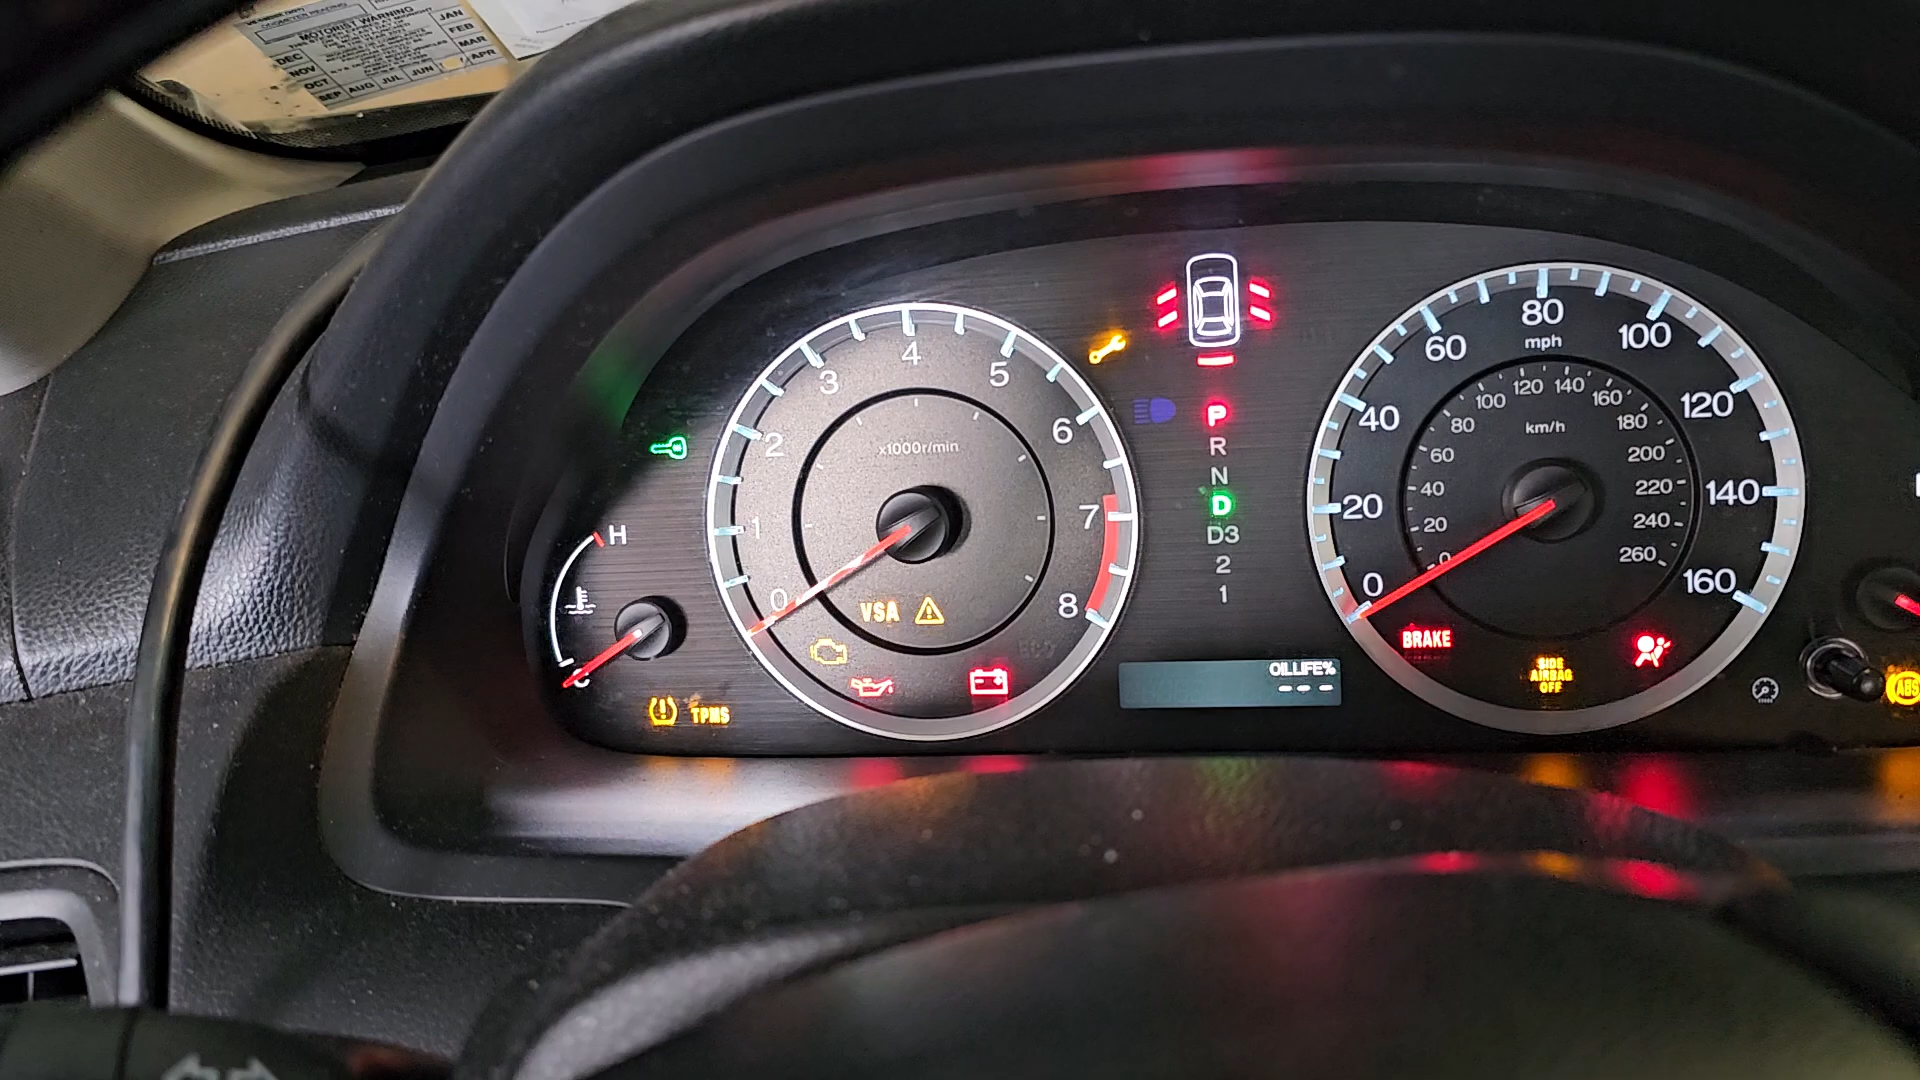 ODOMETER READING
MOTORIST WARNING
JAN
FEB
MAR
APR
JUN
JUL
AUG
SEP
OCT
NOV
DEC
H
C
0
1
2
3
4
5
6
7
8
x1000r/min
VSA
TPMS
P
R
N
D
D3
2
1
OILLIFE%
---
0
20
40
60
80
100
120
140
160
mph
0
20
40
60
80
100
120
140
160
180
200
220
240
260
km/h
BRAKE
SIDE
AIRBAG
OFF
ABS